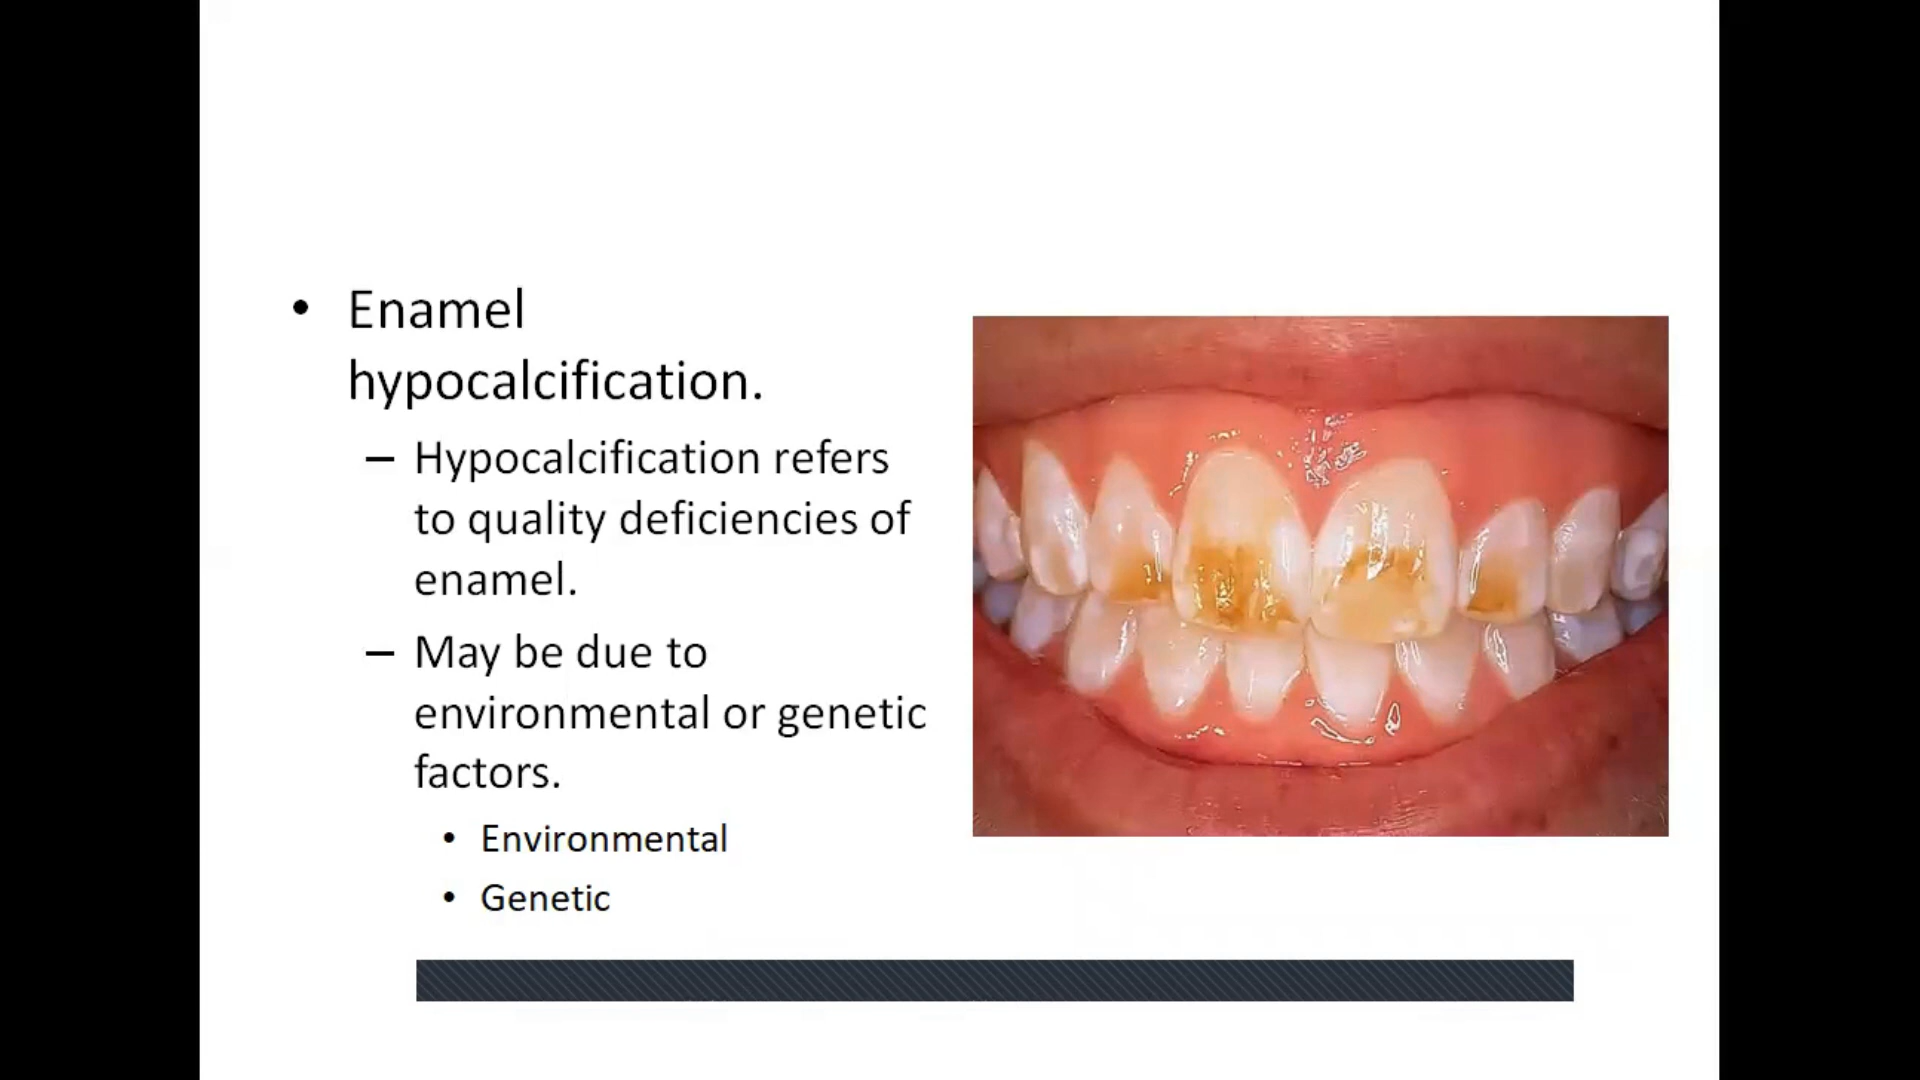 • Enamel
hypocalcification.
– Hypocalcification refers
to quality deficiencies of
enamel.
– May be due to
environmental or genetic
factors.
• Environmental
• Genetic